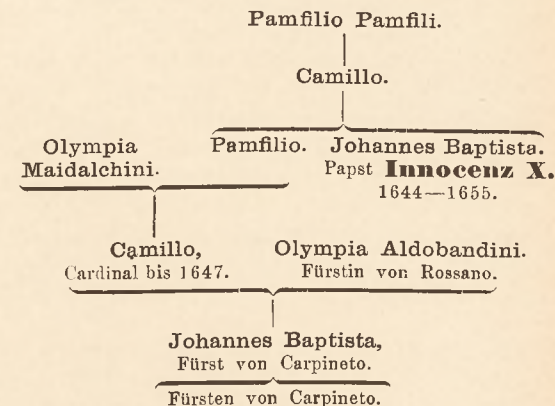 Pamfilio Pamfili.
Camillo.
Olympia
Maidalchini.
Pamfilio.
Johannes Baptista.
Papst Innocenz X.
1644—1655.
Camillo,
Cardinal bis 1647.
Olympia Aldobandini.
Fürstin von Rossano.
Johannes Baptista,
Fürst von Carpineto.
Fürsten von Carpineto.